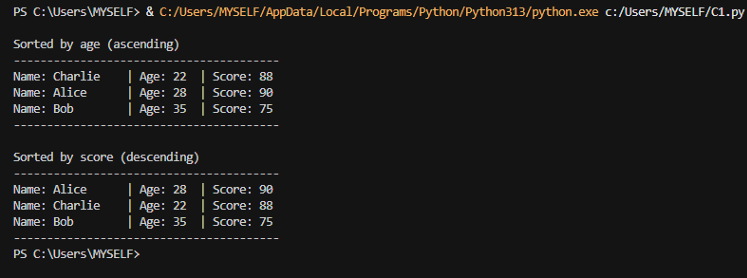 PS C:\Users\MYSELF> & C:/Users/MYSELF/AppData/Local/Programs/Python/Python313/python.exe c:/Users/MYSELF/C1.py

Sorted by age (ascending)
-----------------------------------------
Name: Charlie    | Age: 22  | Score: 88
Name: Alice      | Age: 28  | Score: 90
Name: Bob        | Age: 35  | Score: 75
-----------------------------------------

Sorted by score (descending)
-----------------------------------------
Name: Alice      | Age: 28  | Score: 90
Name: Charlie    | Age: 22  | Score: 88
Name: Bob        | Age: 35  | Score: 75
-----------------------------------------
PS C:\Users\MYSELF>